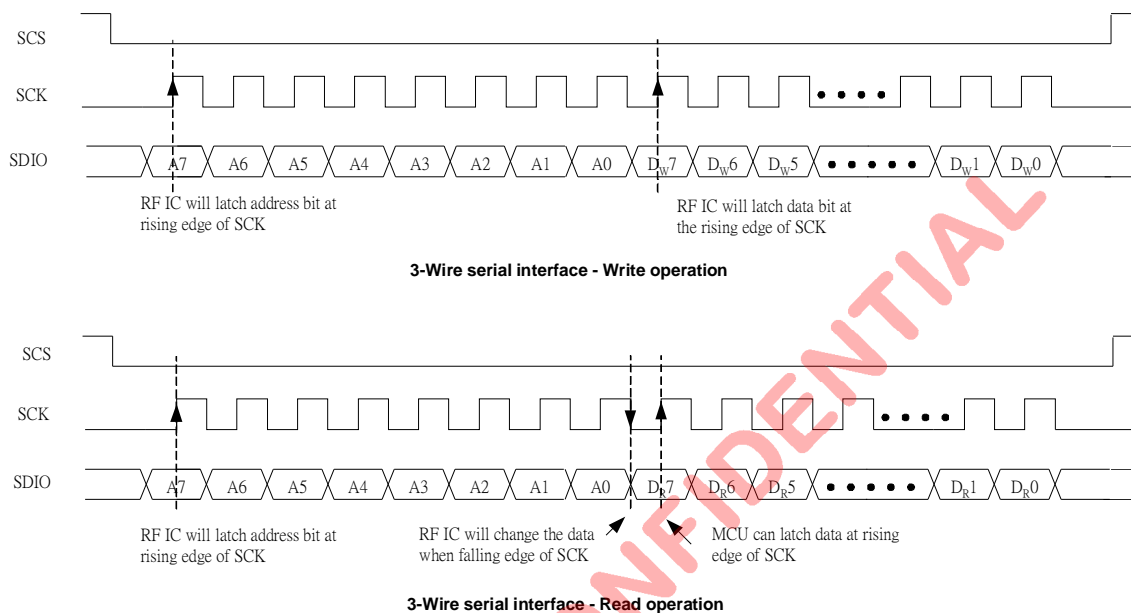 SCS
SCK
SDIO A7 A6 A5 A4 A3 A2 A1 A0 DW7 DW6 DW5 DW1 DW0
RF IC will latch address bit at
rising edge of SCK
RF IC will latch data bit at
the rising edge of SCK
3-Wire serial interface - Write operation
SCS
SCK
SDIO A7 A6 A5 A4 A3 A2 A1 A0 DR7 DR6 DR5 DR1 DR0
RF IC will latch address bit at
rising edge of SCK
RF IC will change the data
when falling edge of SCK
MCU can latch data at rising
edge of SCK
3-Wire serial interface - Read operation
ONFIDENTIAL